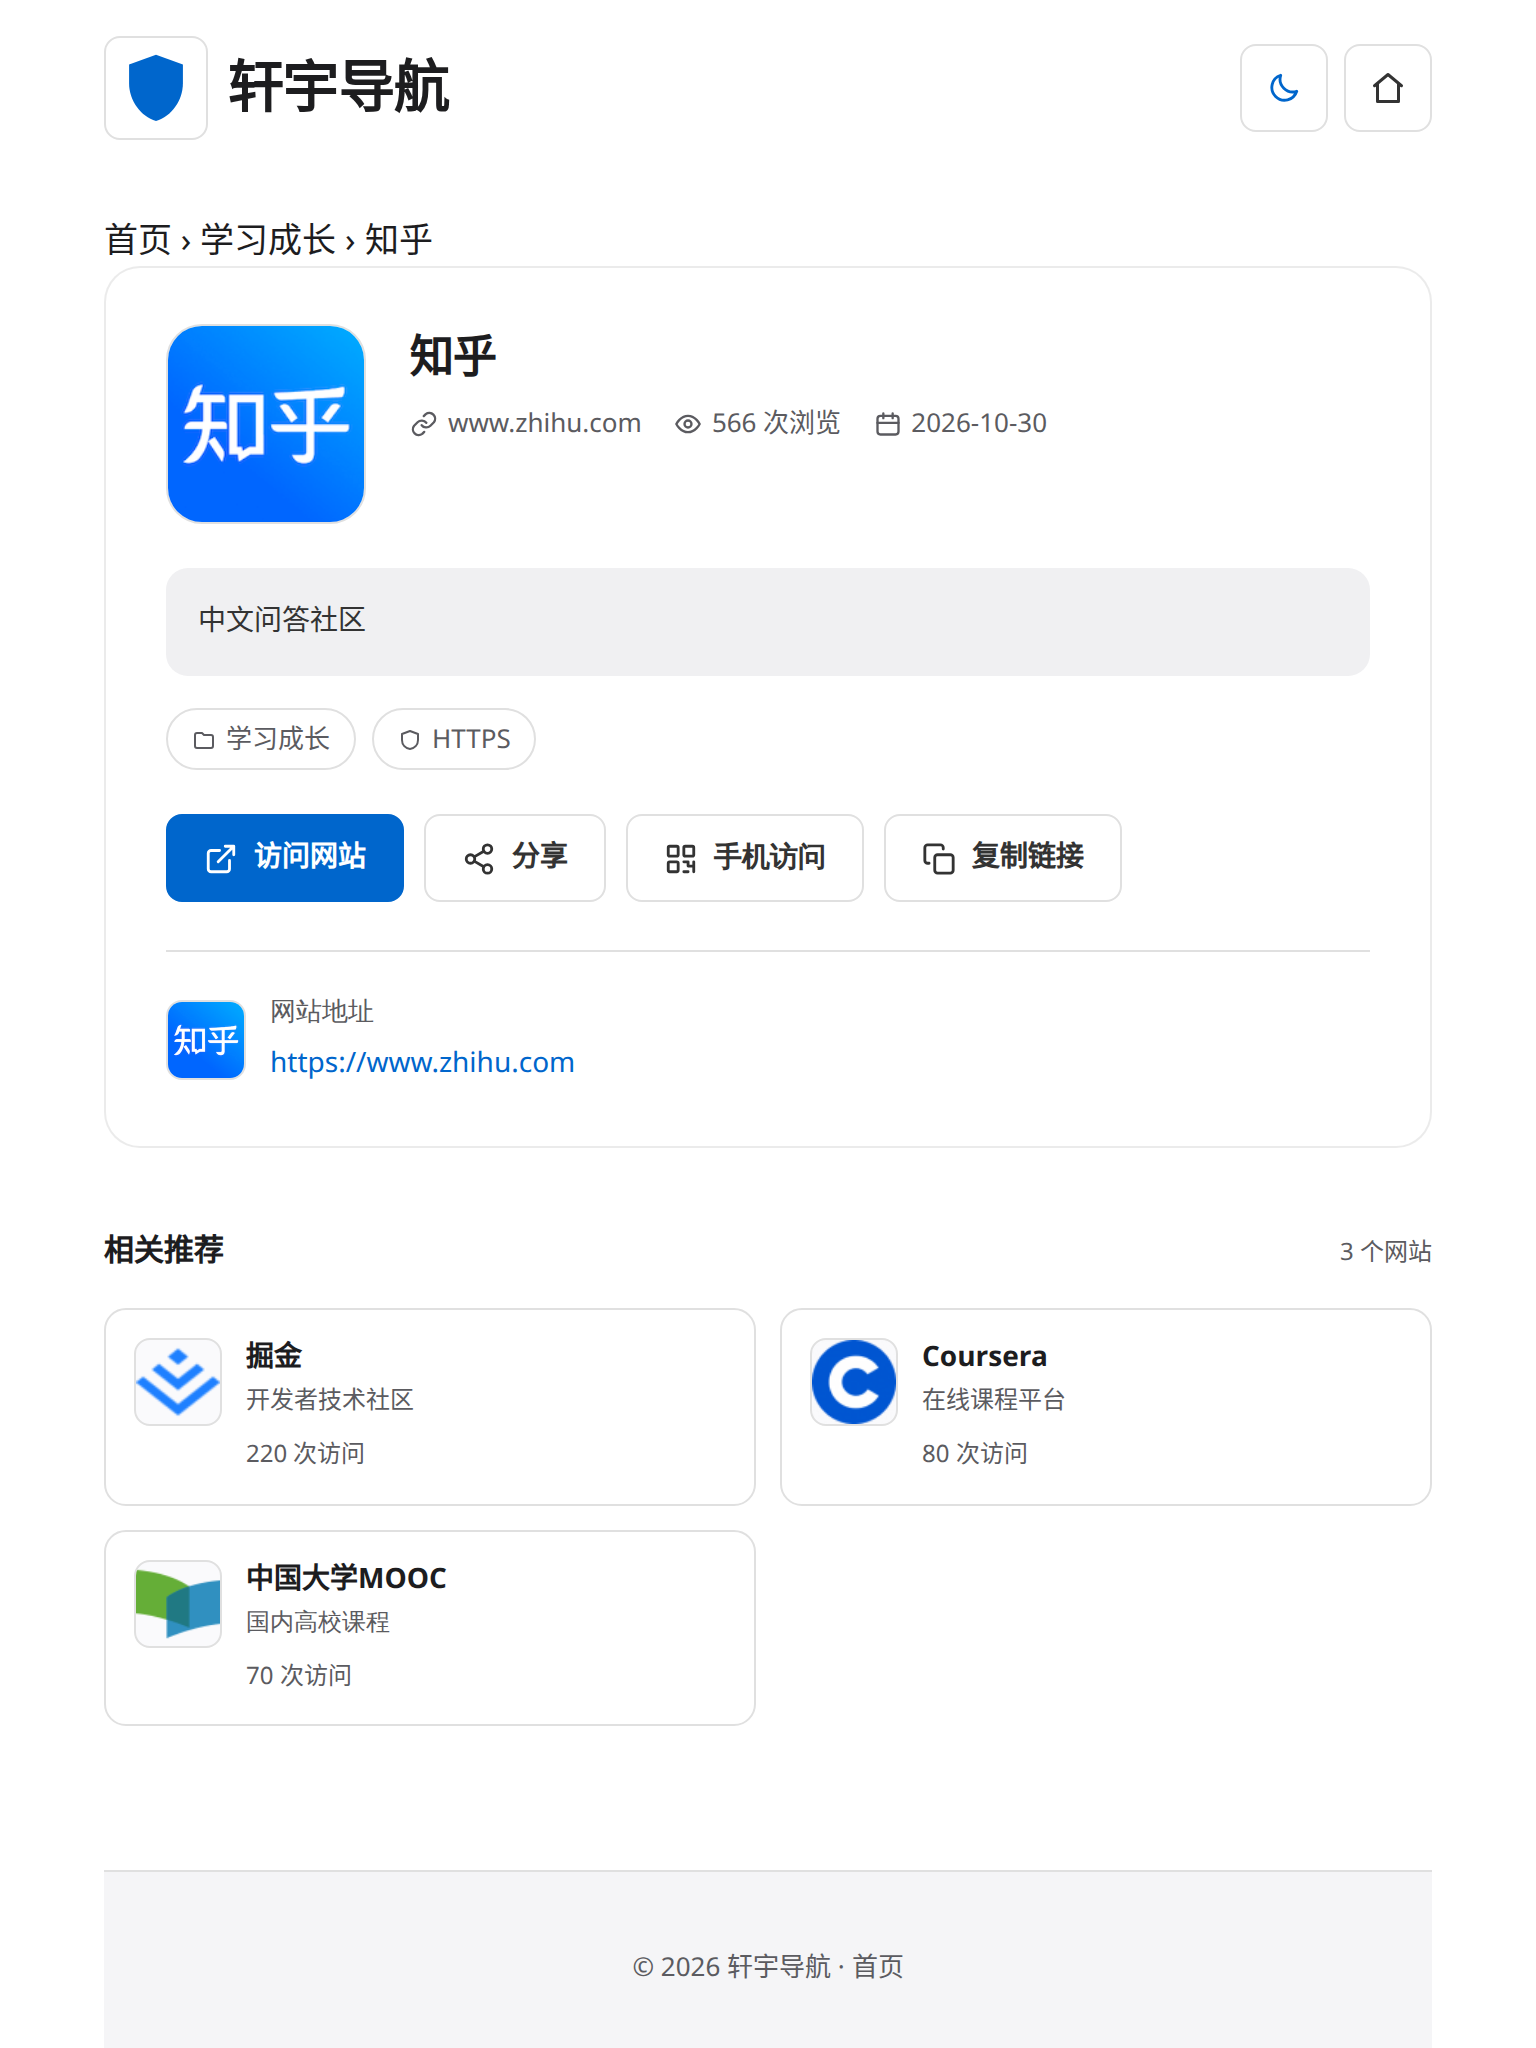 轩宇导航
首页 › 学习成长 › 知乎
知乎
知乎
www.zhihu.com 566 次浏览 2026-10-30
中文问答社区
学习成长 HTTPS
访问网站 分享 手机访问 复制链接
知乎
网站地址
https://www.zhihu.com
相关推荐 3 个网站
掘金
开发者技术社区
220 次访问
Coursera
在线课程平台
80 次访问
中国大学MOOC
国内高校课程
70 次访问
© 2026 轩宇导航 · 首页